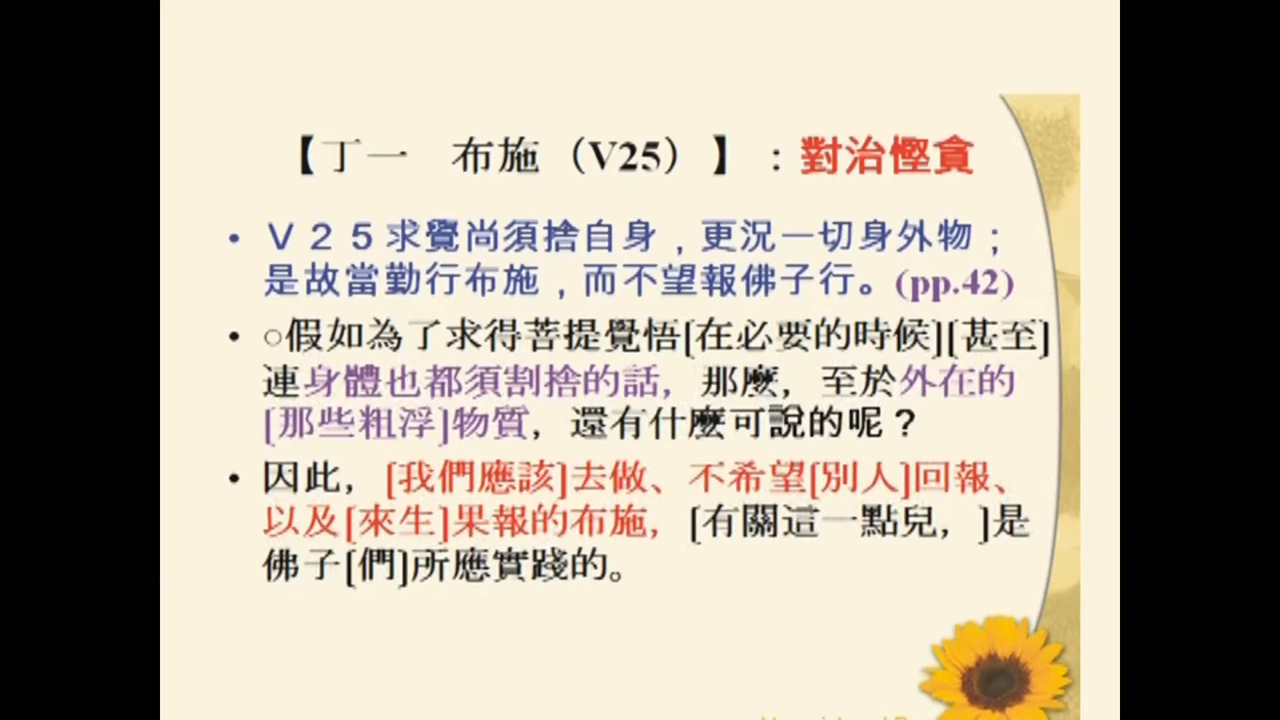 【丁一　布施（V25）】：對治慳貪
• V２５求覺尚須捨自身，更況一切身外物；
是故當勤行布施，而不望報佛子行。(pp.42)
• ○假如為了求得菩提覺悟[在必要的時候][甚至]
連身體也都須割捨的話，那麼，至於外在的
[那些粗浮]物质，還有什麼可說的呢？
• 因此，[我們應該]去做、不希望[別人]回報、
以及[來生]果報的布施，[有關這一點兒，]是
佛子[們]所應實踐的。